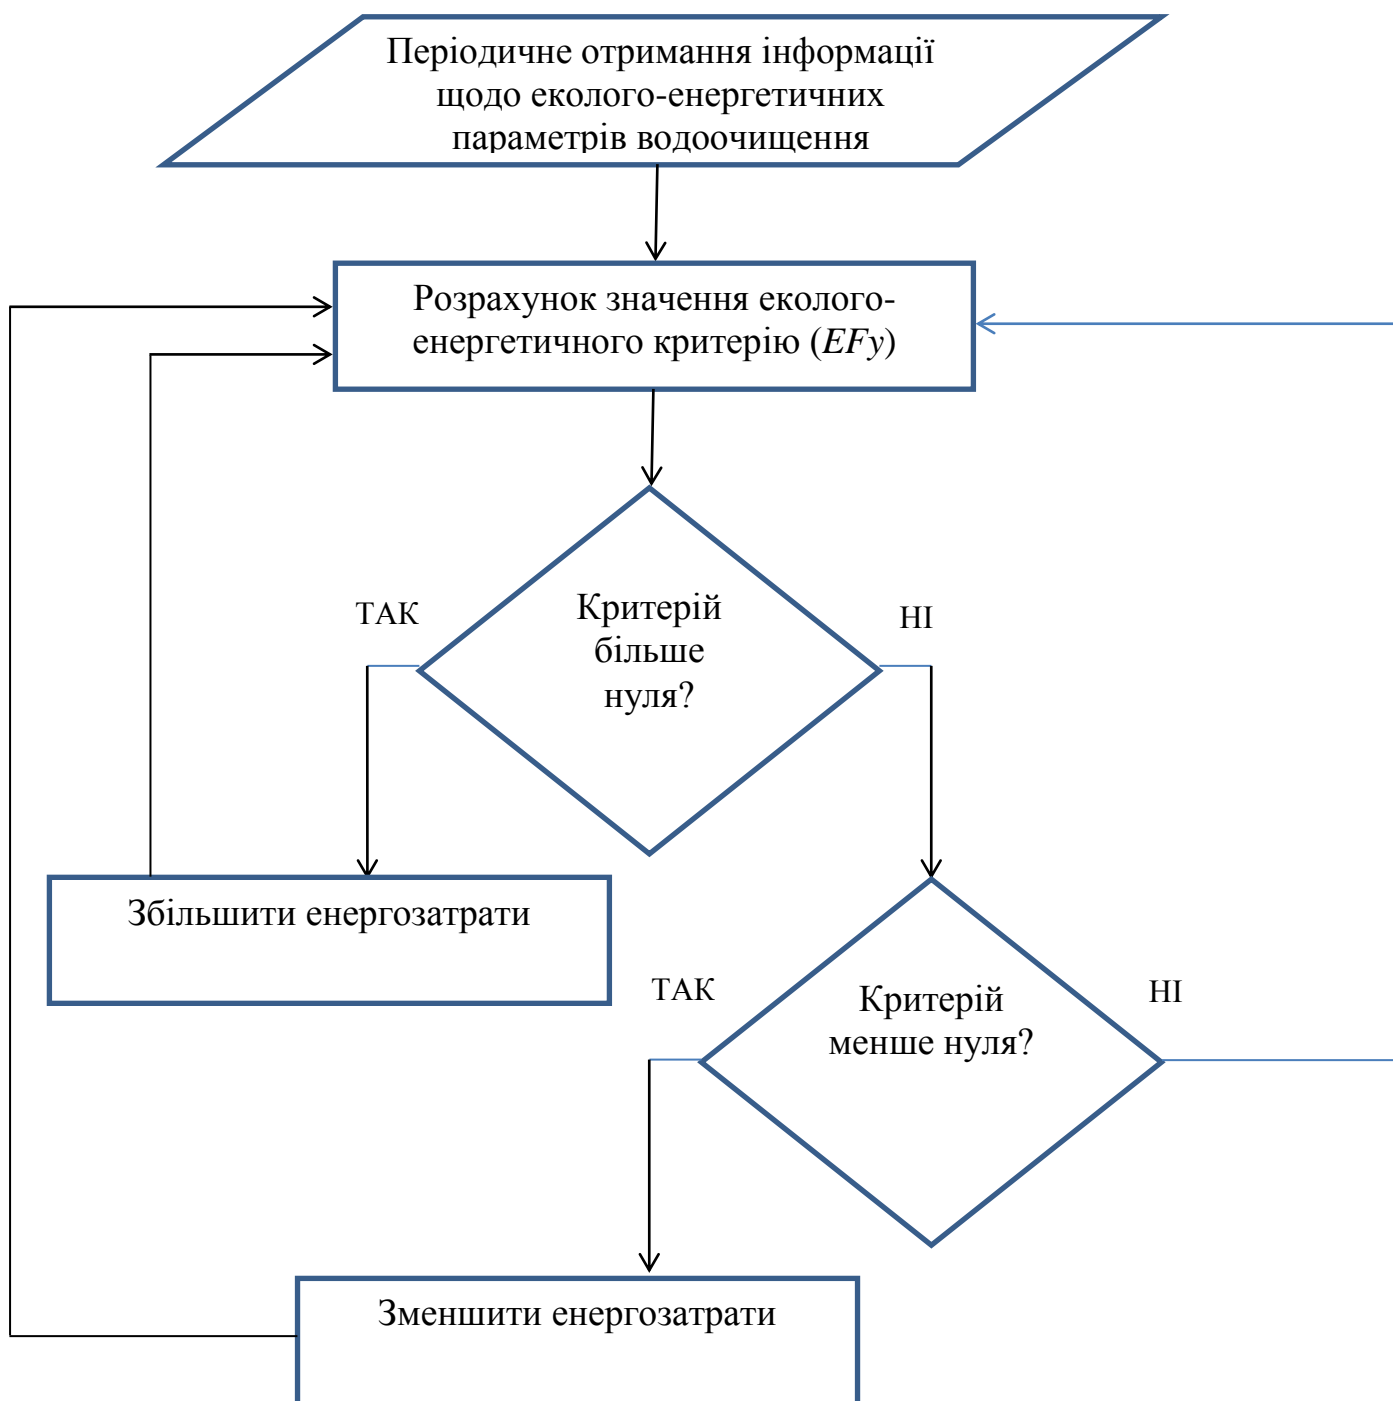 Періодичне отримання інформації
щодо еколого-енергетичних
параметрів водоочищення
Розрахунок значення еколого-
енергетичного критерію (EFy)
ТАК
Критерій
більше
нуля?
НІ
Збільшити енергозатрати
ТАК
Критерій
менше нуля?
НІ
Зменшити енергозатрати